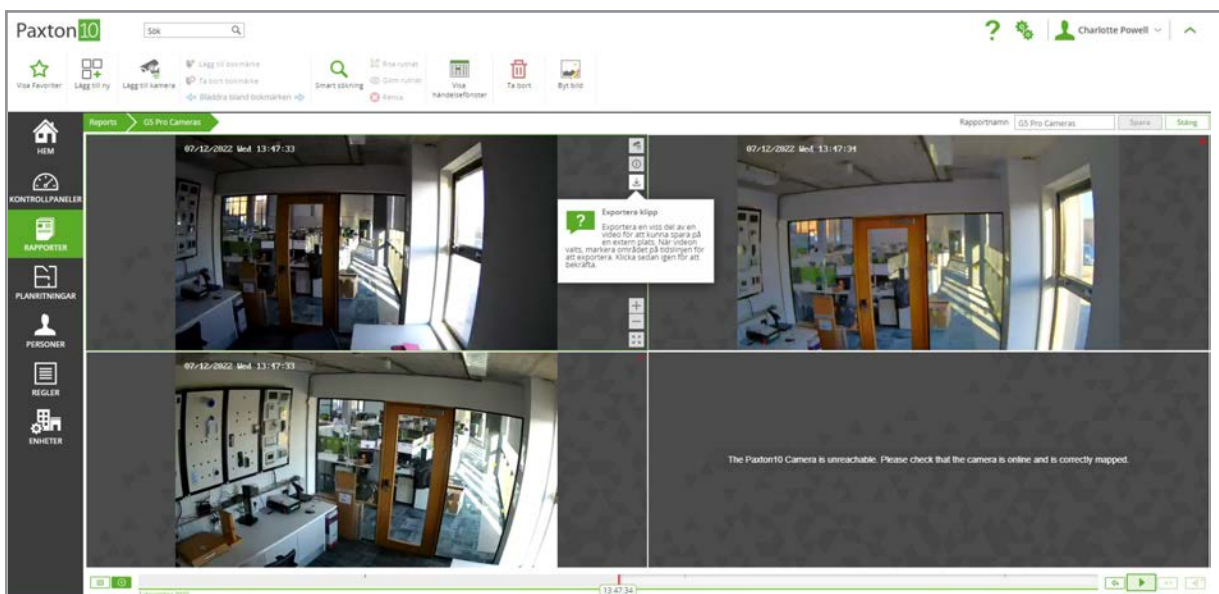 Paxton 10
Sök
Charlotte Powell
Visa Favoriter
Lägg till ny
Lägg till kamera
Lägg till bokmärke
Ta bort bokmärke
Bläddra bland bokmärken
Smart sökning
Rita rutnät
Göm rutnät
Rensa
Visa
händelsefönster
Ta bort
Byt bild
Reports
G5 Pro Cameras
Rapportnamn
G5 Pro Cameras
Spara
Stäng
HEM
KONTROLLPANELER
RAPPORTER
PLANRITNINGAR
PERSONER
REGLER
ENHETER
07/12/2022 Wed 13:47:33
07/12/2022 Wed 13:47:34
Exportera klipp
Exportera en viss del av en
video för att kunna spara på
en extern plats. När videon
valts, markera området på tidslinjen för
att exportera. Klicka sedan igen för att
bekräfta.
07/12/2022 Wed 13:47:33
The Paxton10 Camera is unreachable. Please check that the camera is online and is correctly mapped.
13:47:34